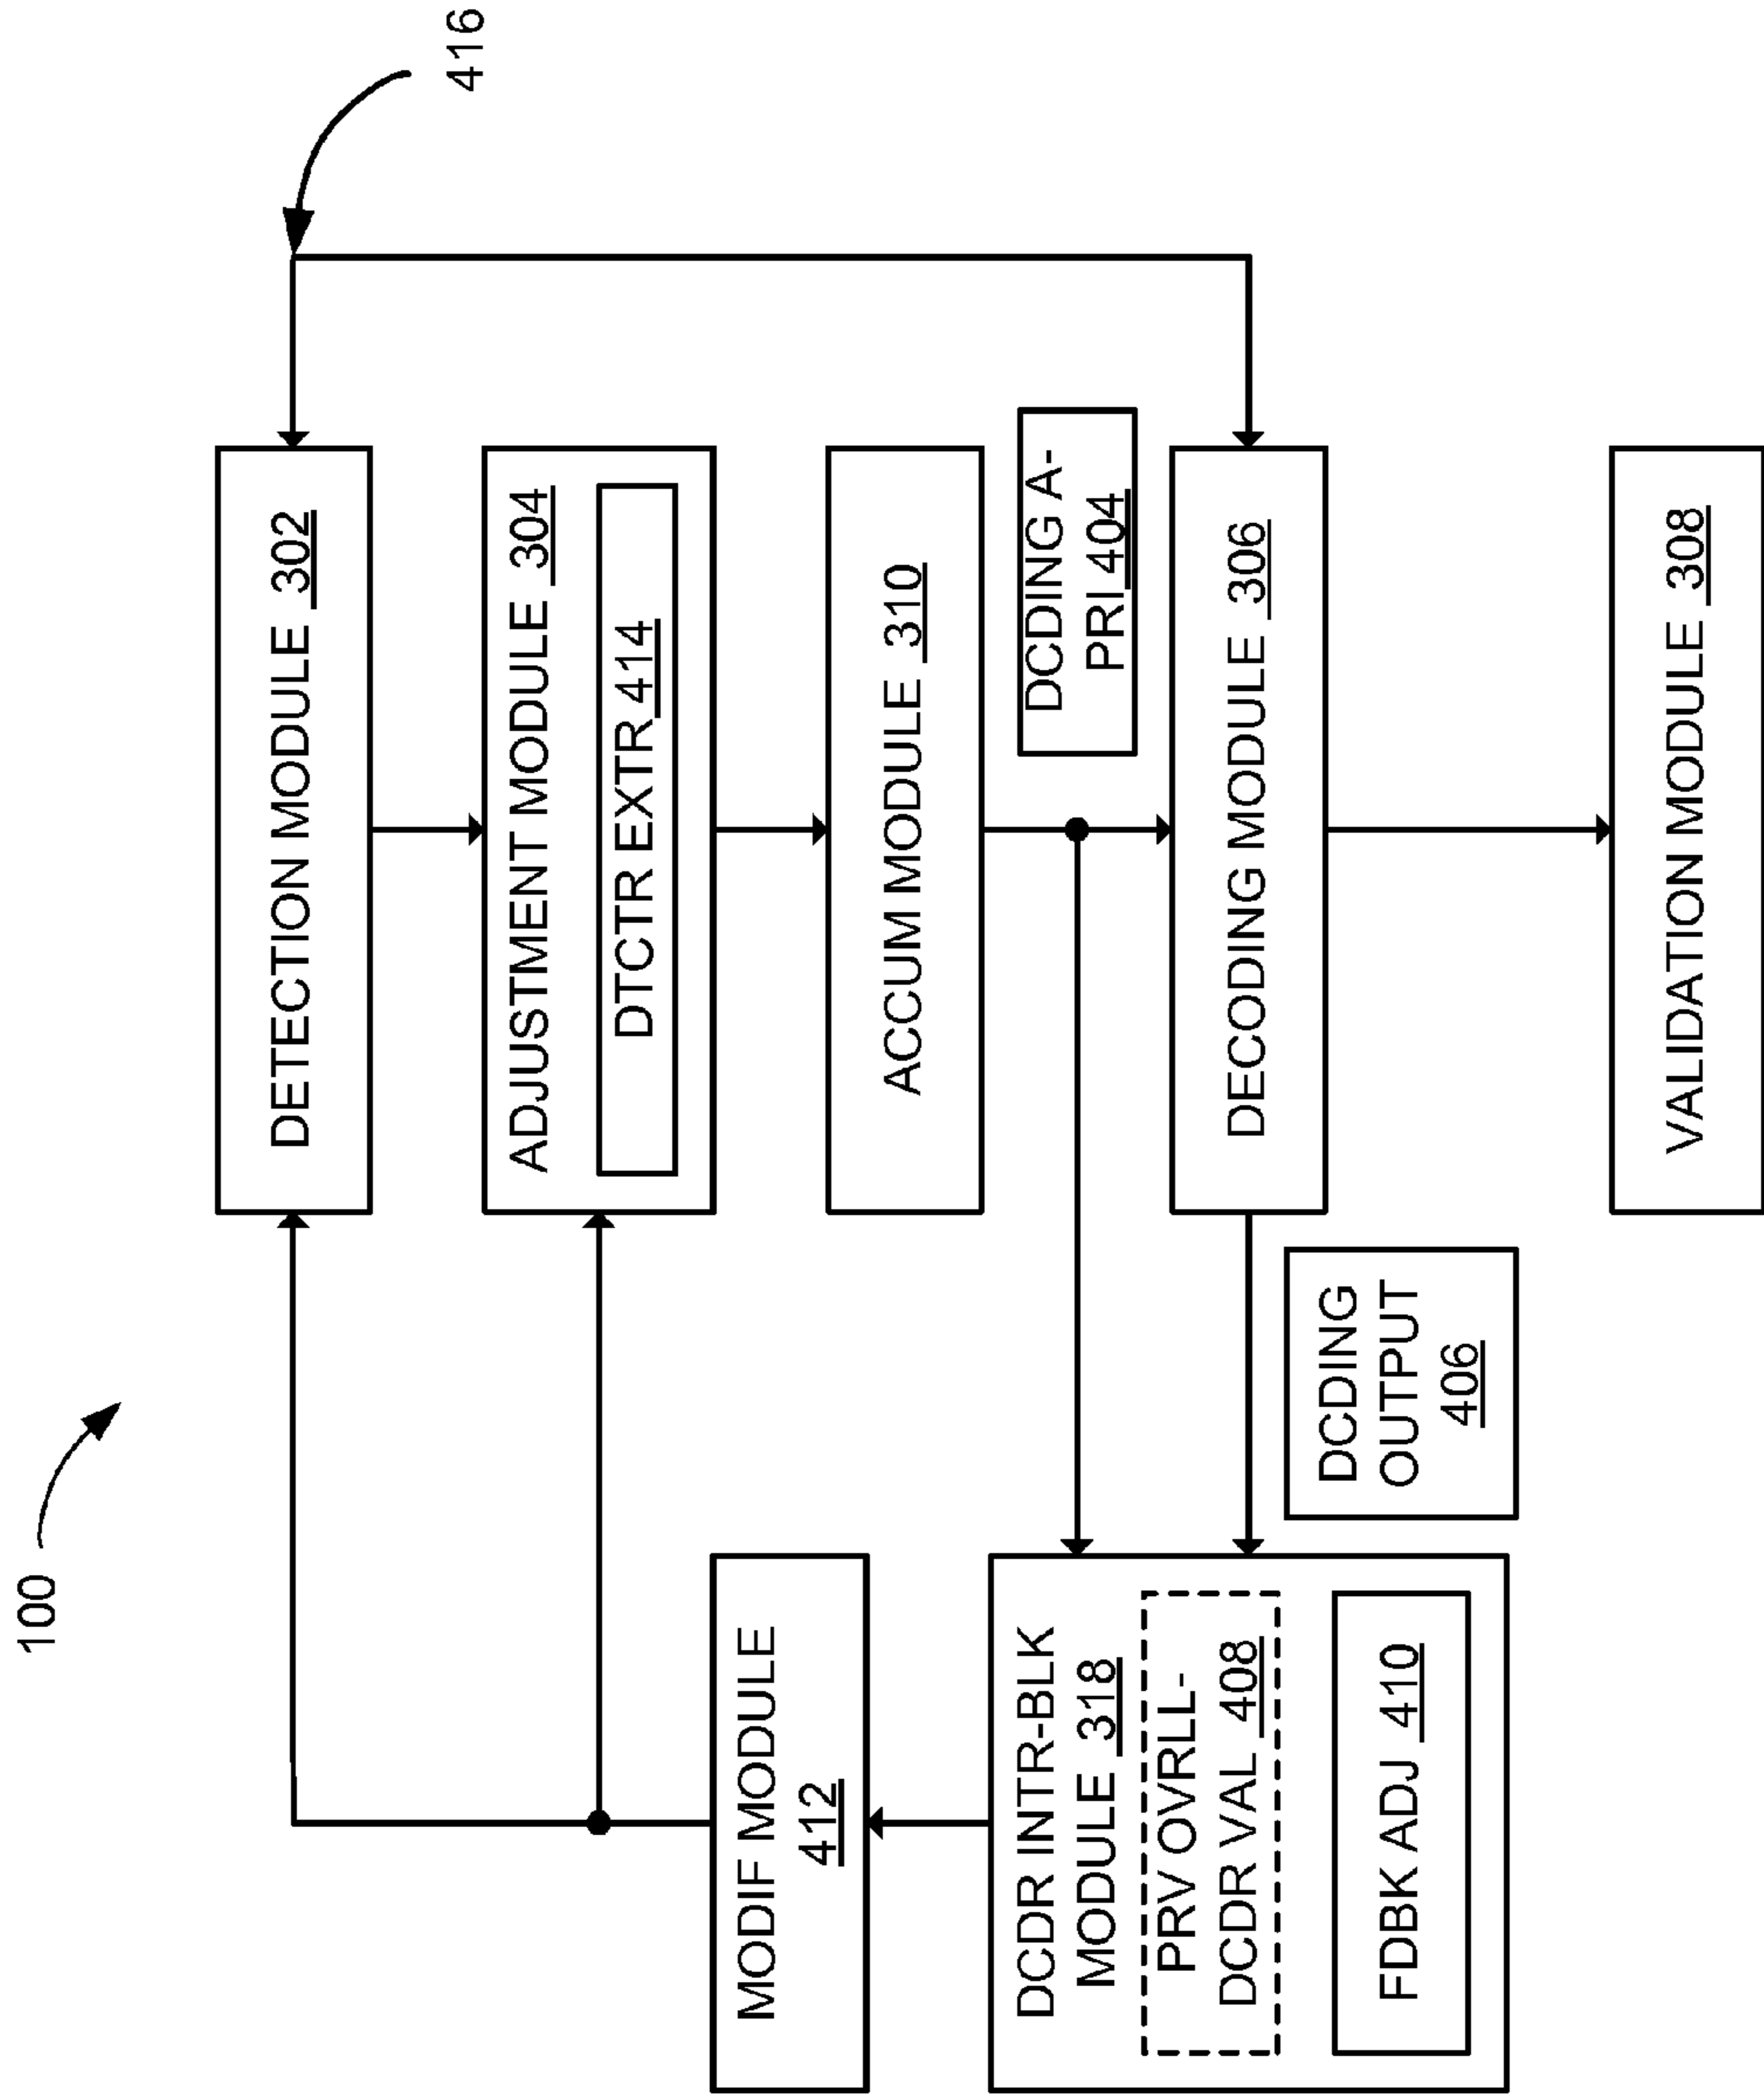 100
416
DETECTION MODULE 302
ADJUSTMENT MODULE 304
DTCTR EXTR 414
ACCUM MODULE 310
DCDING A-
PRI 404
DECODING MODULE 306
VALIDATION MODULE 308
DCDING
OUTPUT
406
MODIF MODULE
412
DCDR INTR-BLK
MODULE 318
PRV OVRLL-
DCDR VAL 408
FDBK ADJ 410